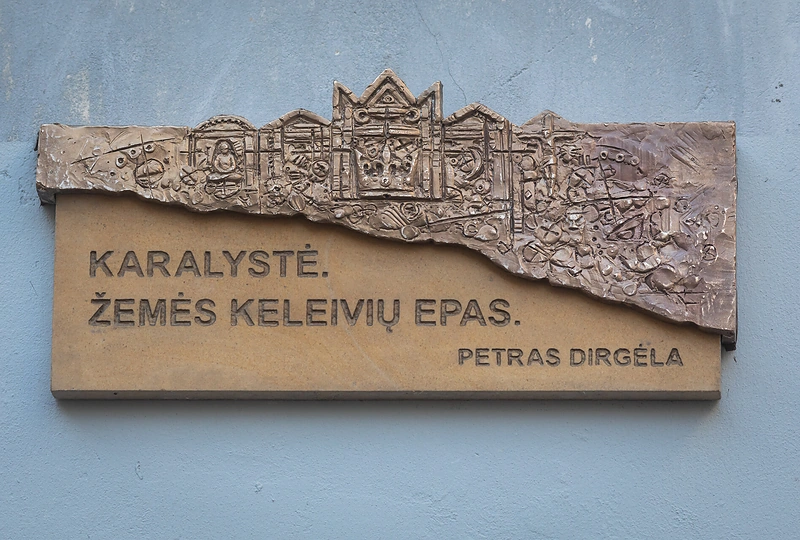 KARALYSTĖ.
ŽEMĖS KELEIVIŲ EPAS.
PETRAS DIRGĖLA